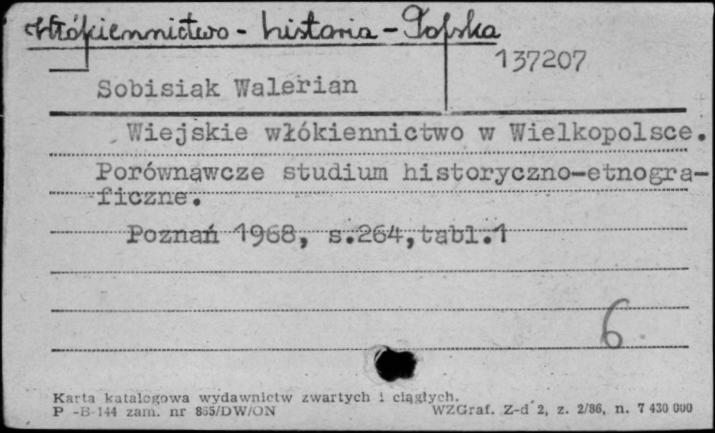 Włókiennictwo - historia - Polska
137207
Sobisiak Walerian
Wiejskie włókiennictwo w Wielkopolsce.
Porównawcze studium historyczno-etnogra-
ficzne.
Poznań 1968, s.264,tabl.1
6
Karta katalogowa wydawnictw zwartych i ciągłych.
P -B-144 zam. nr 865/DW/ON
WZGraf. Z-d 2, z. 2/86, n. 7 430 000